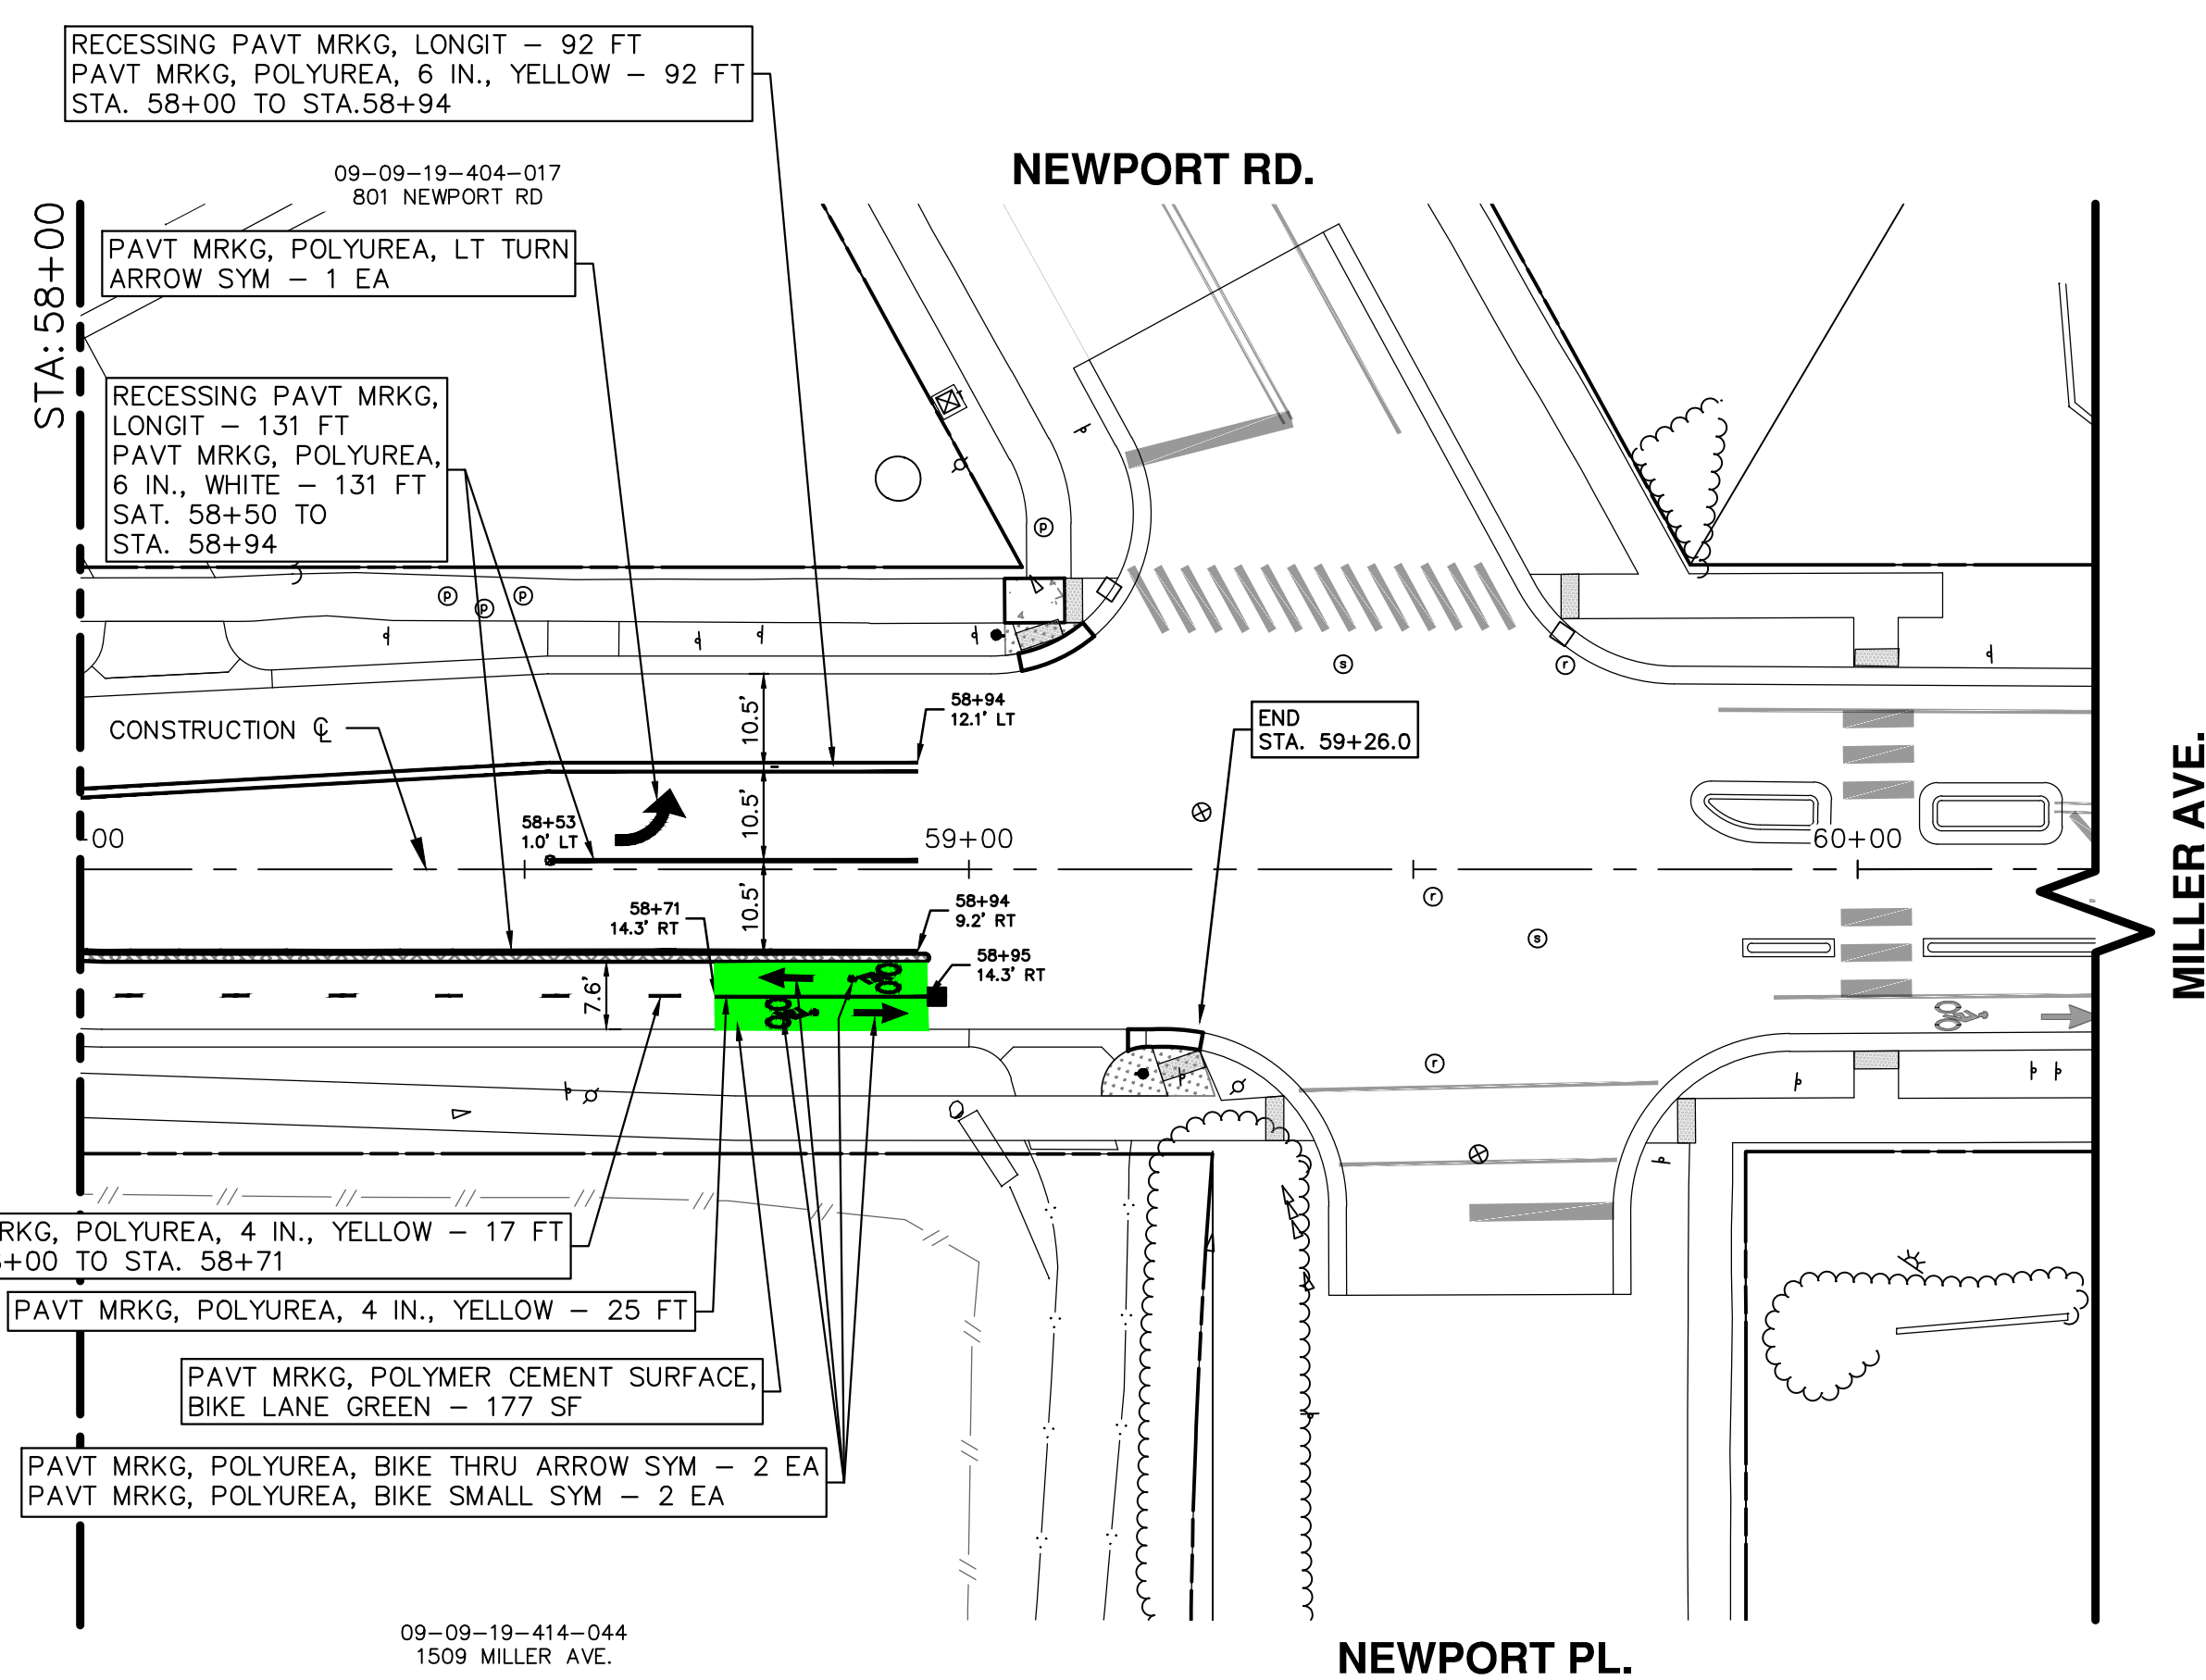 RECESSING PAVT MRKG, LONGIT – 92 FT
PAVT MRKG, POLYUREA, 6 IN., YELLOW – 92 FT
STA. 58+00 TO STA.58+94
NEWPORT RD.
09-09-19-404-017
801 NEWPORT RD
STA:58+00
PAVT MRKG, POLYUREA, LT TURN
ARROW SYM – 1 EA
RECESSING PAVT MRKG,
LONGIT – 131 FT
PAVT MRKG, POLYUREA,
6 IN., WHITE – 131 FT
SAT. 58+50 TO
STA. 58+94
p
p
p
p
s
r
CONSTRUCTION ℄
10.5'
58+94
12.1' LT
END
STA. 59+26.0
10.5'
58+53
1.0' LT
00
59+00
60+00
MILLER AVE.
10.5'
58+71
14.3' RT
58+94
9.2' RT
58+95
14.3' RT
r
s
7.6'
r
RKG, POLYUREA, 4 IN., YELLOW – 17 FT
+00 TO STA. 58+71
PAVT MRKG, POLYUREA, 4 IN., YELLOW – 25 FT
PAVT MRKG, POLYMER CEMENT SURFACE,
BIKE LANE GREEN – 177 SF
PAVT MRKG, POLYUREA, BIKE THRU ARROW SYM – 2 EA
PAVT MRKG, POLYUREA, BIKE SMALL SYM – 2 EA
09-09-19-414-044
1509 MILLER AVE.
NEWPORT PL.